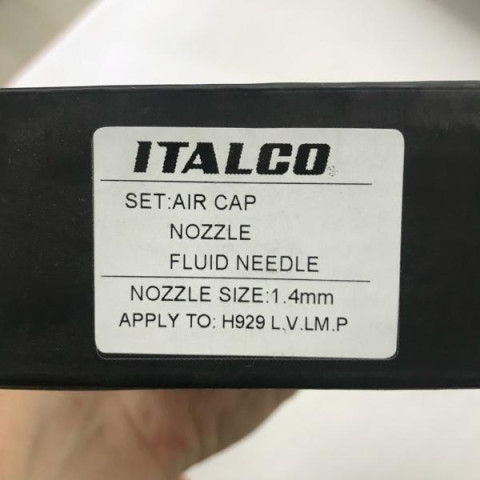 ITALCO
SET:AIR CAP
NOZZLE
FLUID NEEDLE
NOZZLE SIZE:1.4mm
APPLY TO: H929 L.V.LM.P